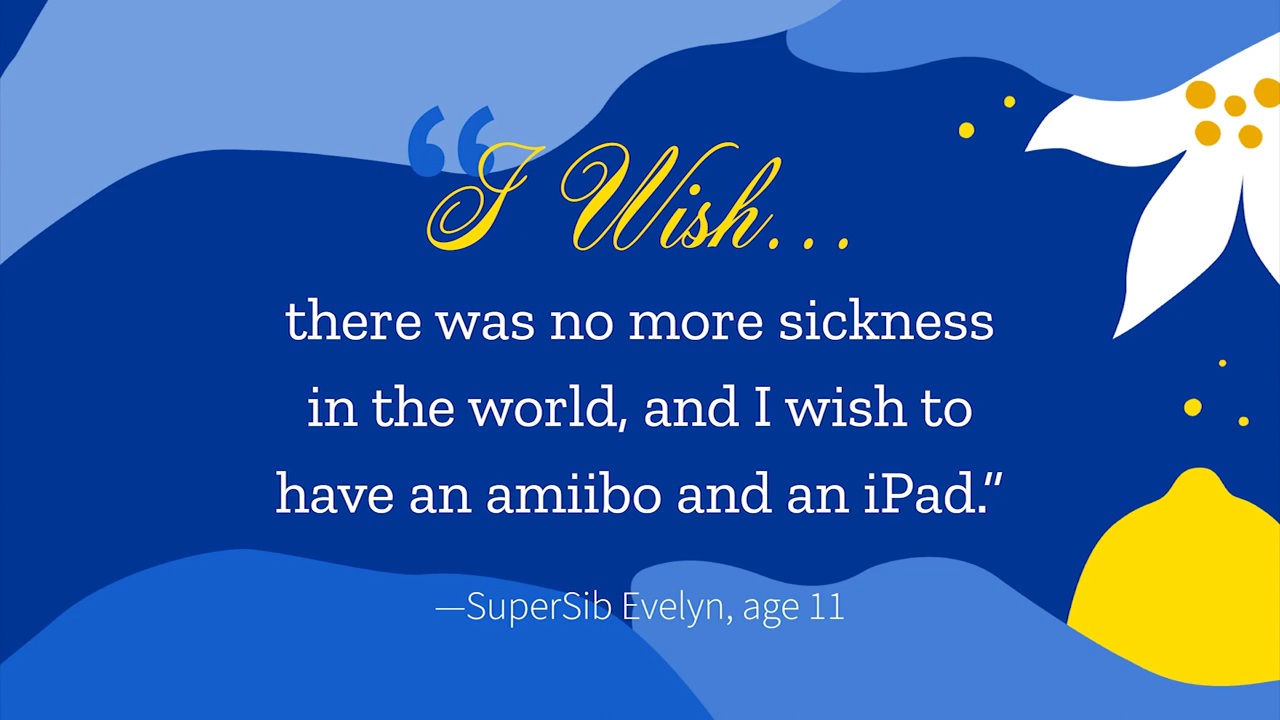 “I Wish...
there was no more sickness
in the world, and I wish to
have an amiibo and an iPad.”
—SuperSib Evelyn, age 11